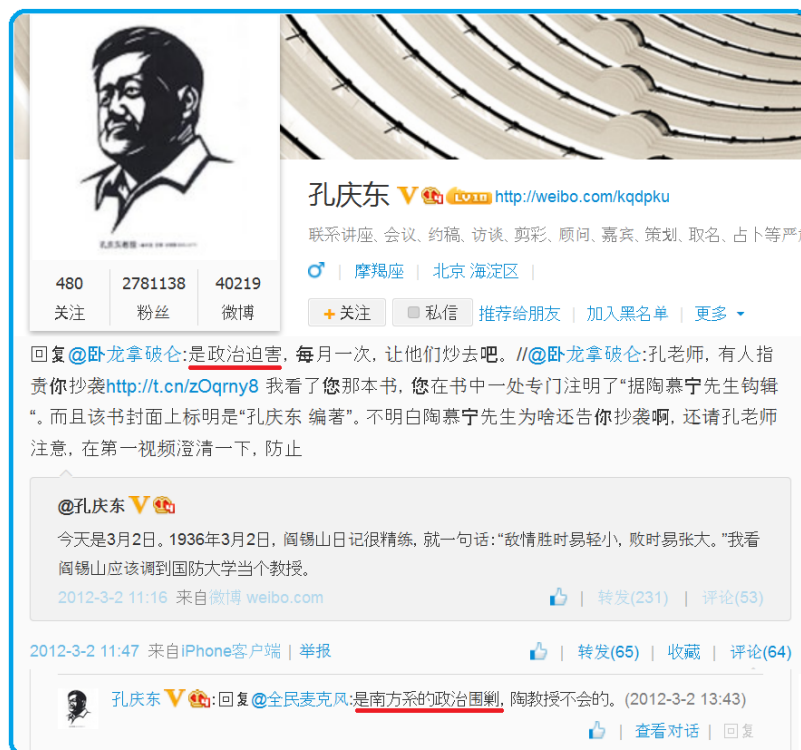 孔庆东 V LV10 http://weibo.com/kqdpku
联系讲座、会议、约稿、访谈、剪彩、顾问、嘉宾、策划、取名、占卜等严
480 2781138 40219
关注 粉丝 微博
♂ | 摩羯座 | 北京 海淀区 |
+关注 私信 推荐给朋友 | 加入黑名单 | 更多
回复@卧龙拿破仑:是政治迫害, 每月一次, 让他们炒去吧。//@卧龙拿破仑:孔老师, 有人指
责你抄袭http://t.cn/zOqrny8 我看了您那本书, 您在书中一处专门注明了“据陶慕宁先生钩辑
“。而且该书封面上标明是“孔庆东 编著”。不明白陶慕宁先生为啥还告你抄袭啊, 还请孔老师
注意, 在第一视频澄清一下, 防止
@孔庆东 V
今天是3月2日。1936年3月2日, 阎锡山日记很精练, 就一句话:“敌情胜时易轻小, 败时易张大。”我看
阎锡山应该调到国防大学当个教授。
2012-3-2 11:16 来自微博 weibo.com | 转发(231) | 评论(53)
2012-3-2 11:47 来自iPhone客户端 | 举报 | 转发(65) | 收藏 | 评论(64)
孔庆东 V :回复@全民麦克风:是南方系的政治围剿, 陶教授不会的。 (2012-3-2 13:43)
| 查看对话 | 回复